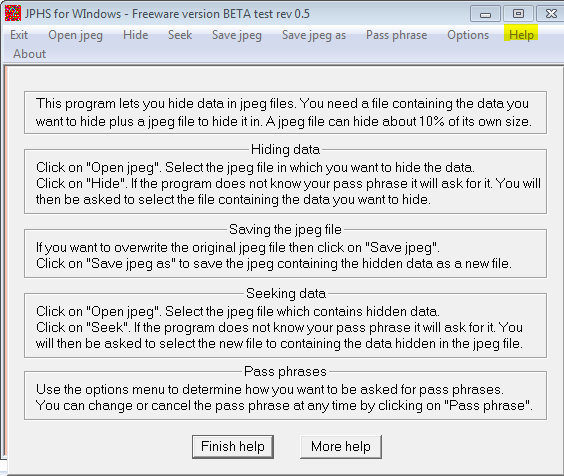 JPHS for WIndows - Freeware version BETA test rev 0.5
Exit Open jpeg Hide Seek Save jpeg Save jpeg as Pass phrase Options Help
About
This program lets you hide data in jpeg files. You need a file containing the data you
want to hide plus a jpeg file to hide it in. A jpeg file can hide about 10% of its own size.
Hiding data
Click on "Open jpeg". Select the jpeg file in which you want to hide the data.
Click on "Hide". If the program does not know your pass phrase it will ask for it. You will
then be asked to select the file containing the data you want to hide.
Saving the jpeg file
If you want to overwrite the original jpeg file then click on "Save jpeg".
Click on "Save jpeg as" to save the jpeg containing the hidden data as a new file.
Seeking data
Click on "Open jpeg". Select the jpeg file which contains hidden data.
Click on "Seek". If the program does not know your pass phrase it will ask for it. You
will then be asked to select the new file to containing the data hidden in the jpeg file.
Pass phrases
Use the options menu to determine how you want to be asked for pass phrases.
You can change or cancel the pass phrase at any time by clicking on "Pass phrase".
Finish help More help